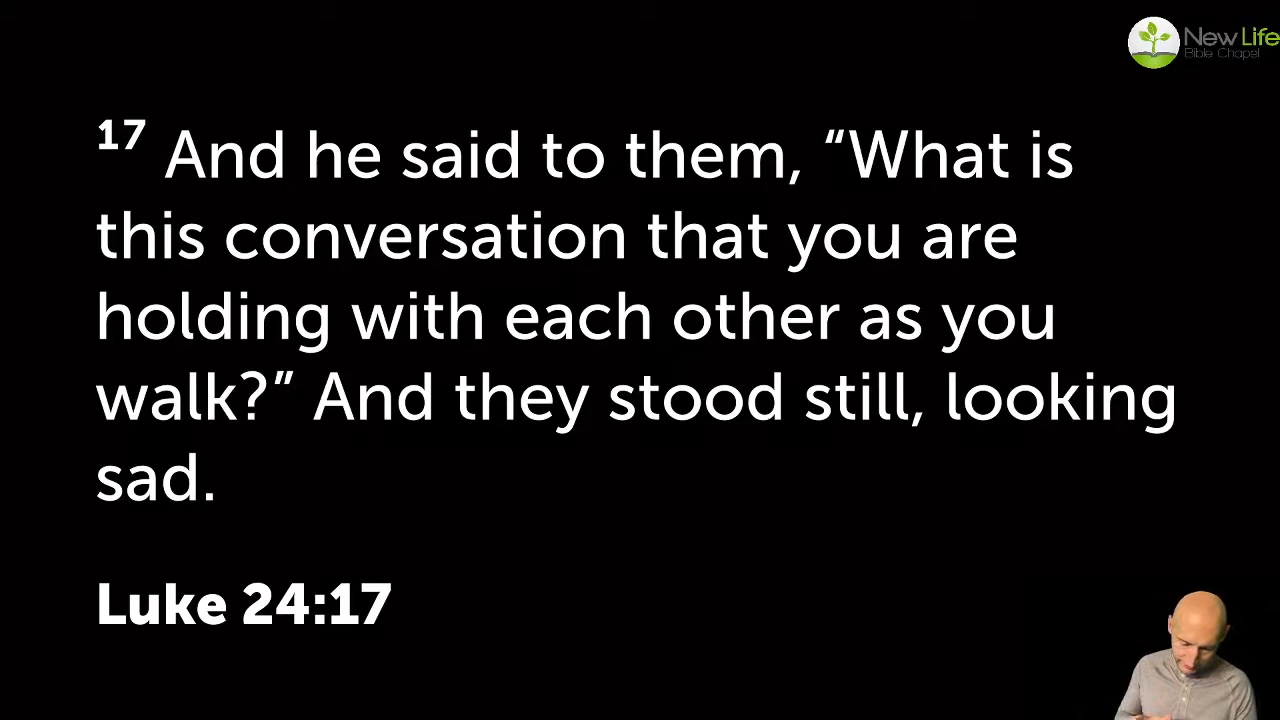 New Life
Bible Chapel
17 And he said to them, “What is
this conversation that you are
holding with each other as you
walk?” And they stood still, looking
sad.
Luke 24:17